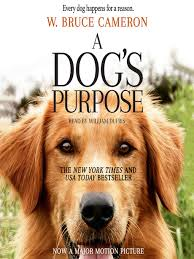 Every dog happens for a reason.
W. BRUCE CAMERON
A
DOG'S
PURPOSE
READ BY WILLIAM DUFRIS
THE NEW YORK TIMES AND
USA TODAY BESTSELLER
NOW A MAJOR MOTION PICTURE